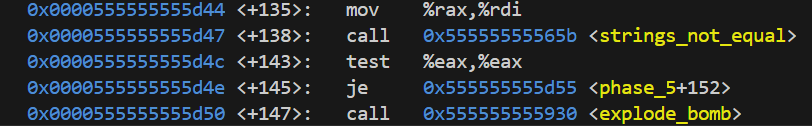 0x0000555555555d44 <+135>: mov %rax,%rdi
0x0000555555555d47 <+138>: call 0x55555555565b <strings_not_equal>
0x0000555555555d4c <+143>: test %eax,%eax
0x0000555555555d4e <+145>: je 0x555555555d55 <phase_5+152>
0x0000555555555d50 <+147>: call 0x555555555930 <explode_bomb>